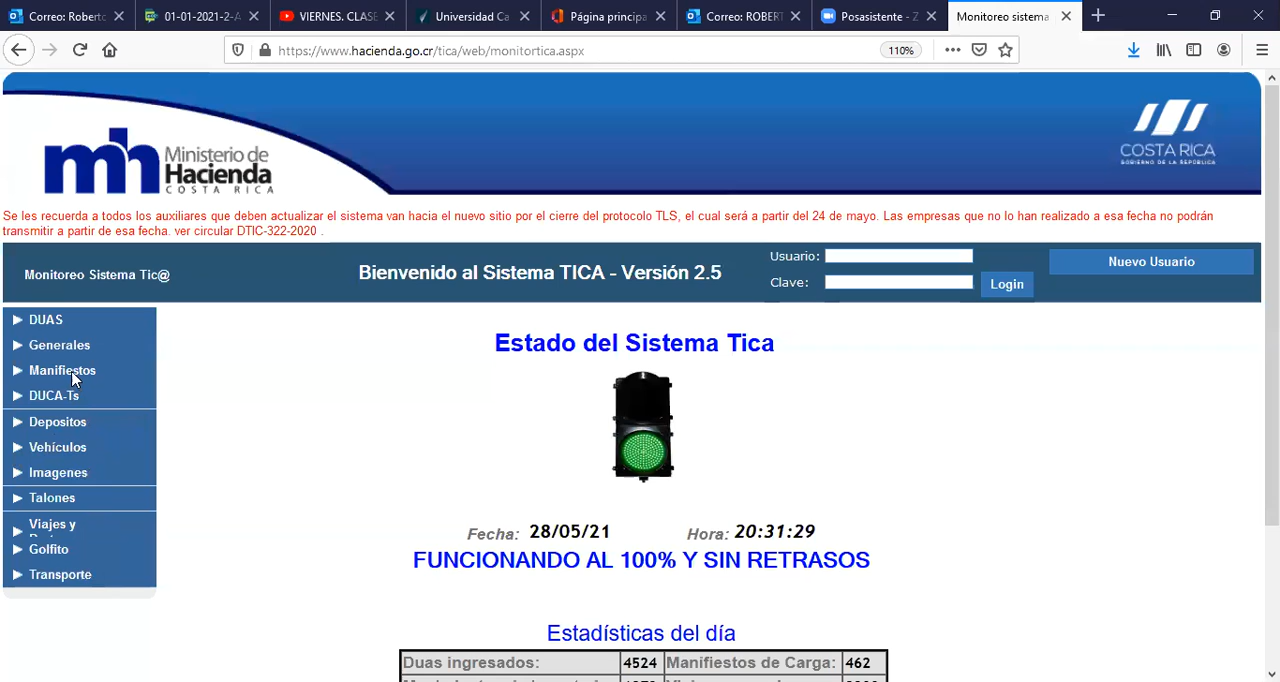 Correo: Roberto
01-01-2021-2-A
VIERNES. CLASE
Universidad Ca
Página principa
Correo: ROBERT
Posasistente - Z
Monitoreo sistema
https://www.hacienda.go.cr/tica/web/monitortica.aspx
110%
mh Ministerio de
Hacienda
COSTA RICA
COSTA RICA
GOBIERNO DE LA REPÚBLICA
Se les recuerda a todos los auxiliares que deben actualizar el sistema van hacia el nuevo sitio por el cierre del protocolo TLS, el cual será a partir del 24 de mayo. Las empresas que no lo han realizado a esa fecha no podrán
transmitir a partir de esa fecha. ver circular DTIC-322-2020 .
Monitoreo Sistema Tic@
Bienvenido al Sistema TICA - Versión 2.5
Usuario:
Clave:
Login
Nuevo Usuario
DUAS
Generales
Manifiestos
DUCA-Ts
Depositos
Vehículos
Imagenes
Talones
Viajes y
Golfito
Transporte
Estado del Sistema Tica
Fecha: 28/05/21 Hora: 20:31:29
FUNCIONANDO AL 100% Y SIN RETRASOS
Estadísticas del día
Duas ingresados: 4524 Manifiestos de Carga: 462